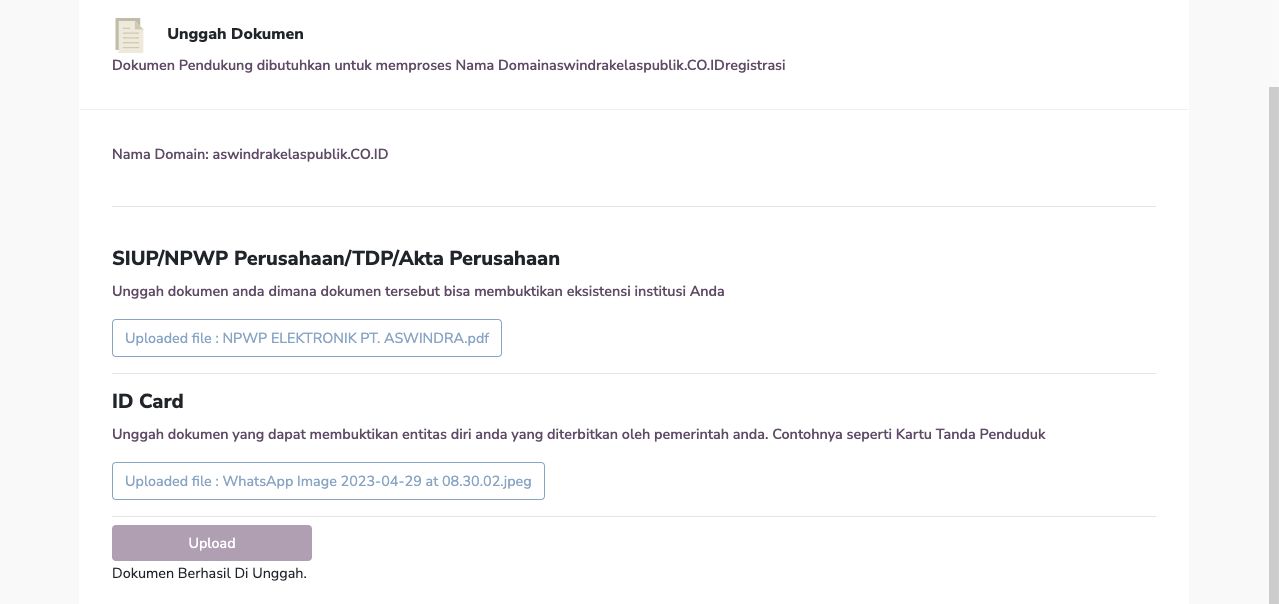 Unggah Dokumen
Dokumen Pendukung dibutuhkan untuk memproses Nama Domainaswindrakelaspublik.CO.IDregistrasi
Nama Domain: aswindrakelaspublik.CO.ID
SIUP/NPWP Perusahaan/TDP/Akta Perusahaan
Unggah dokumen anda dimana dokumen tersebut bisa membuktikan eksistensi institusi Anda
Uploaded file : NPWP ELEKTRONIK PT. ASWINDRA.pdf
ID Card
Unggah dokumen yang dapat membuktikan entitas diri anda yang diterbitkan oleh pemerintah anda. Contohnya seperti Kartu Tanda Penduduk
Uploaded file : WhatsApp Image 2023-04-29 at 08.30.02.jpeg
Upload
Dokumen Berhasil Di Unggah.